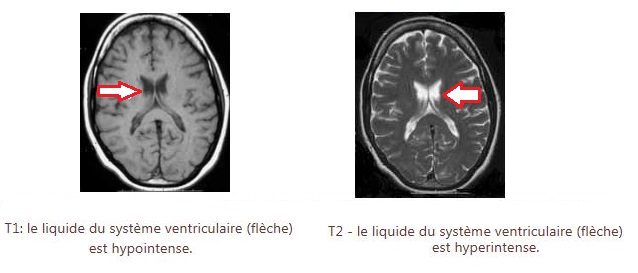 T1: le liquide du système ventriculaire (flèche)
est hypointense.
T2 - le liquide du système ventriculaire (flèche)
est hyperintense.